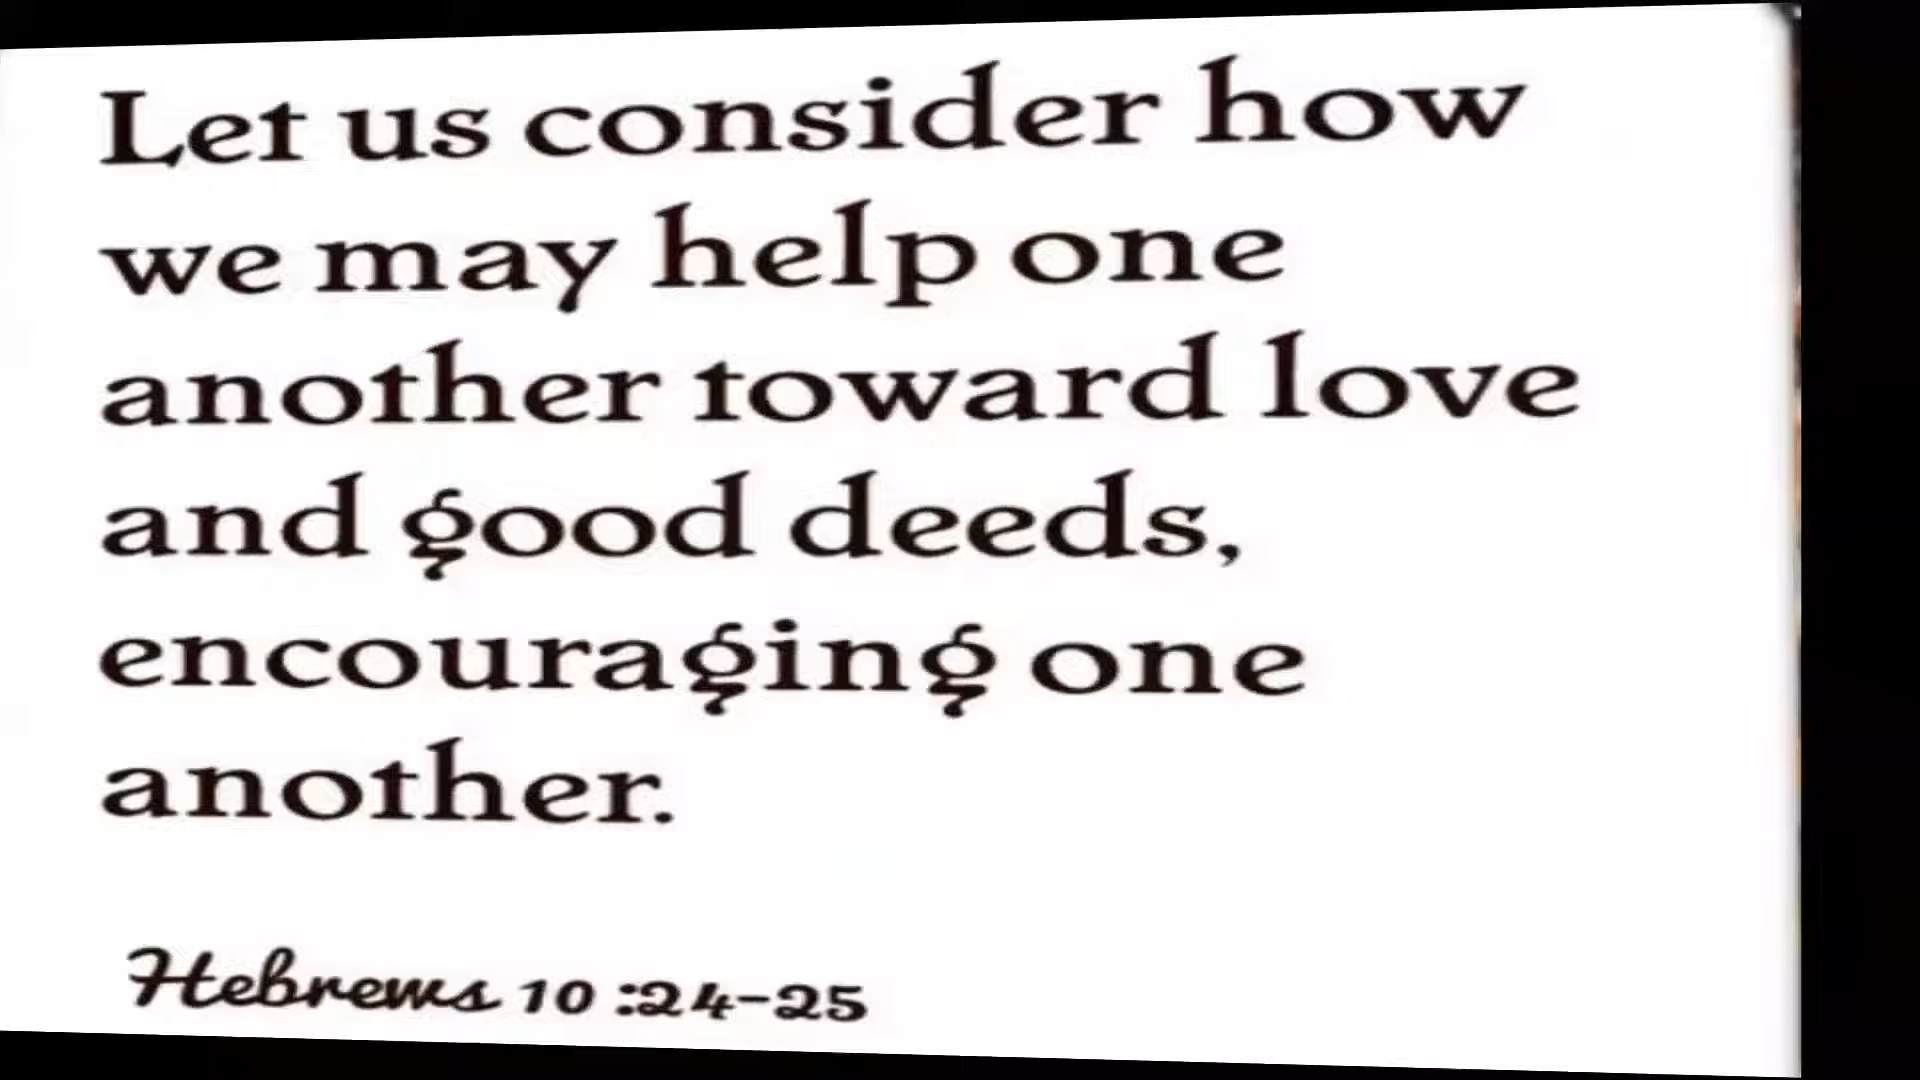 Let us consider how
we may help one
another toward love
and good deeds,
encouraging one
another.
Hebrews 10 :24-25